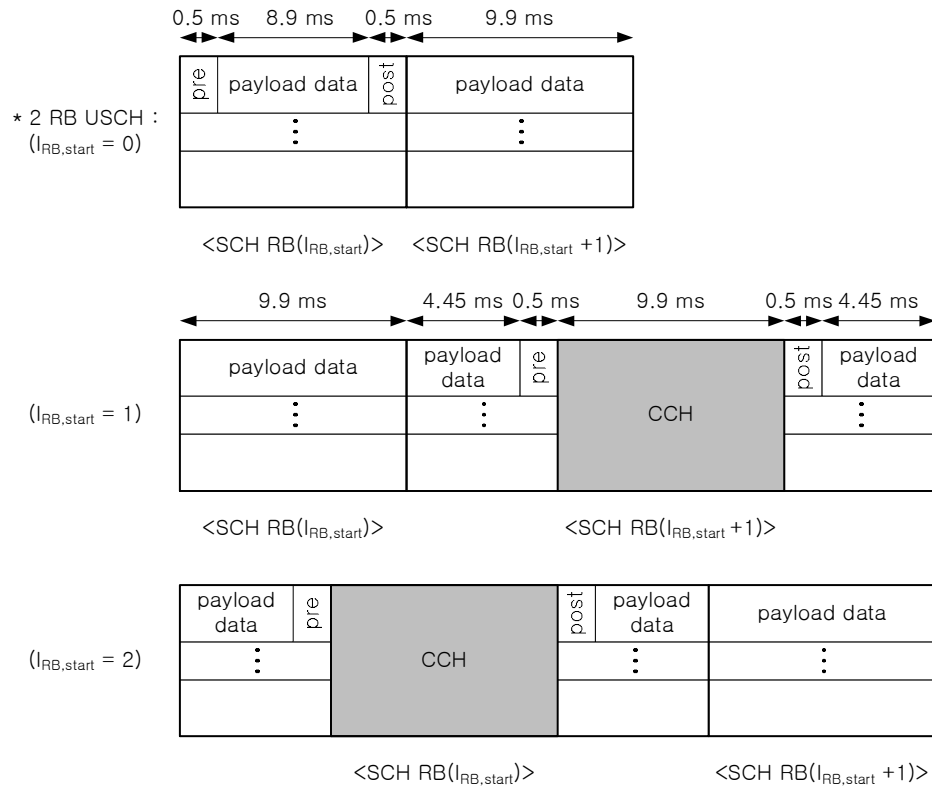 0.5 ms 8.9 ms 0.5 ms 9.9 ms
pre payload data post payload data
* 2 RB USCH :
(I_RB,start = 0)
⋮ ⋮
<SCH RB(I_RB,start)> <SCH RB(I_RB,start +1)>
9.9 ms 4.45 ms 0.5 ms 9.9 ms 0.5 ms 4.45 ms
payload data payload data pre CCH post payload data
(I_RB,start = 1)
⋮ ⋮ ⋮
<SCH RB(I_RB,start)> <SCH RB(I_RB,start +1)>
payload data pre CCH post payload data payload data
(I_RB,start = 2)
⋮ ⋮ ⋮
<SCH RB(I_RB,start)> <SCH RB(I_RB,start +1)>